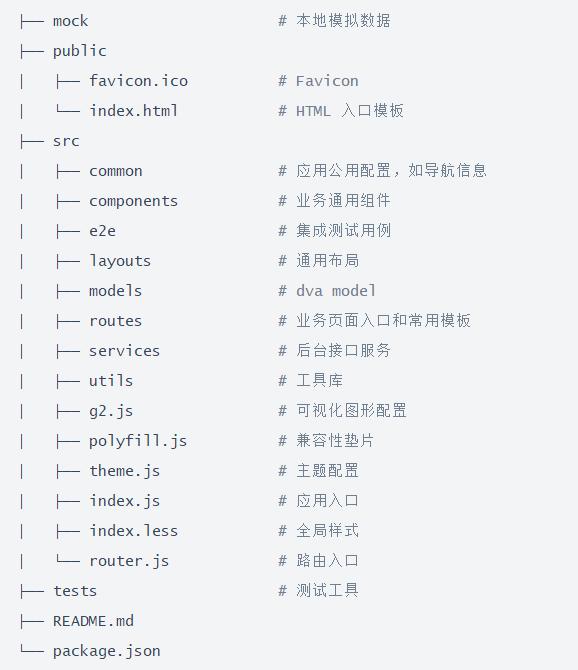 ├── mock                     # 本地模拟数据
├── public
│   ├── favicon.ico          # Favicon
│   └── index.html           # HTML 入口模板
├── src
│   ├── common               # 应用公用配置，如导航信息
│   ├── components           # 业务通用组件
│   ├── e2e                  # 集成测试用例
│   ├── layouts              # 通用布局
│   ├── models               # dva model
│   ├── routes               # 业务页面入口和常用模板
│   ├── services             # 后台接口服务
│   ├── utils                # 工具库
│   ├── g2.js                # 可视化图形配置
│   ├── polyfill.js          # 兼容性垫片
│   ├── theme.js             # 主题配置
│   ├── index.js             # 应用入口
│   ├── index.less           # 全局样式
│   └── router.js            # 路由入口
├── tests                    # 测试工具
├── README.md
└── package.json